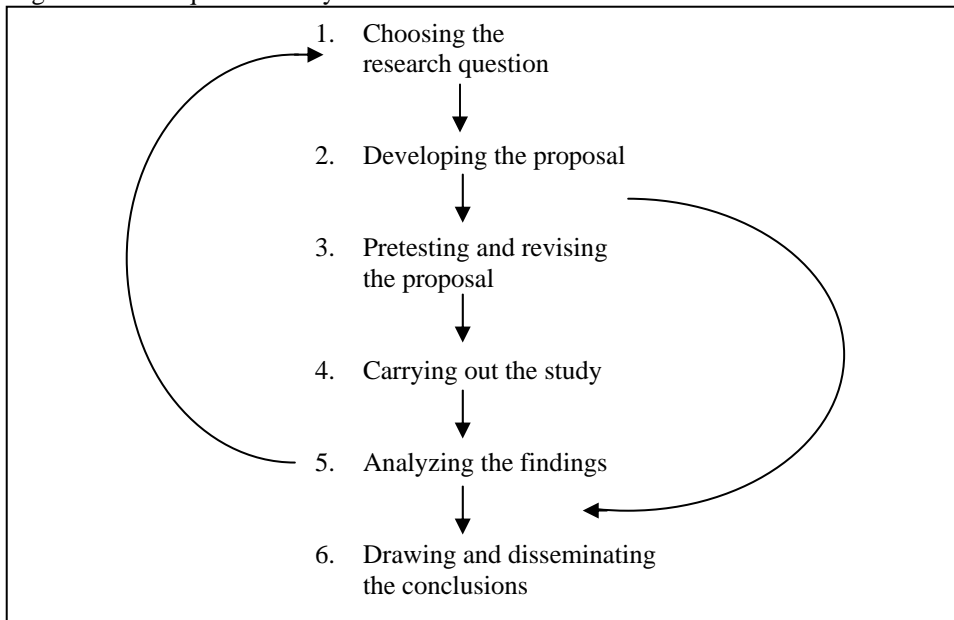 1. Choosing the
research question
2. Developing the proposal
3. Pretesting and revising
the proposal
4. Carrying out the study
5. Analyzing the findings
6. Drawing and disseminating
the conclusions